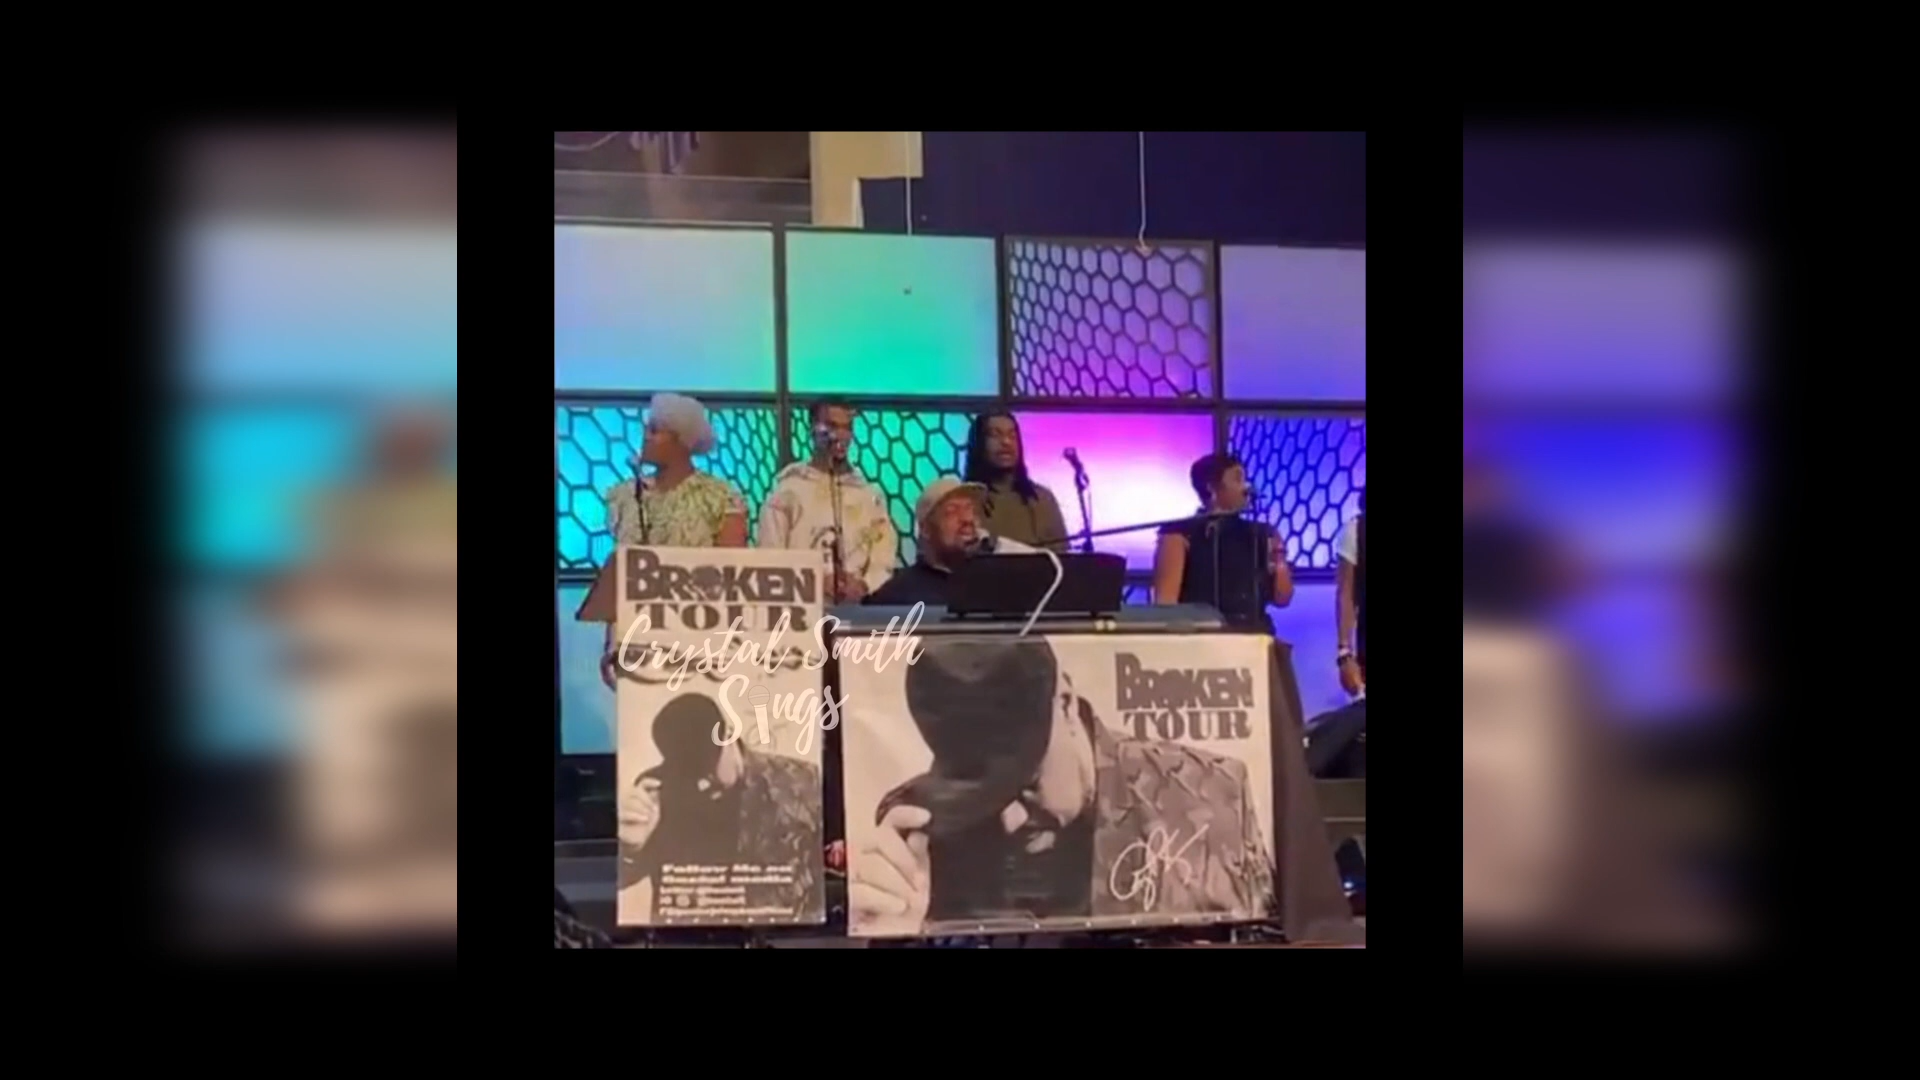 BROKEN
TOUR
Crystal Smith
Sings
Follow Me on
Social media
BROKEN
TOUR